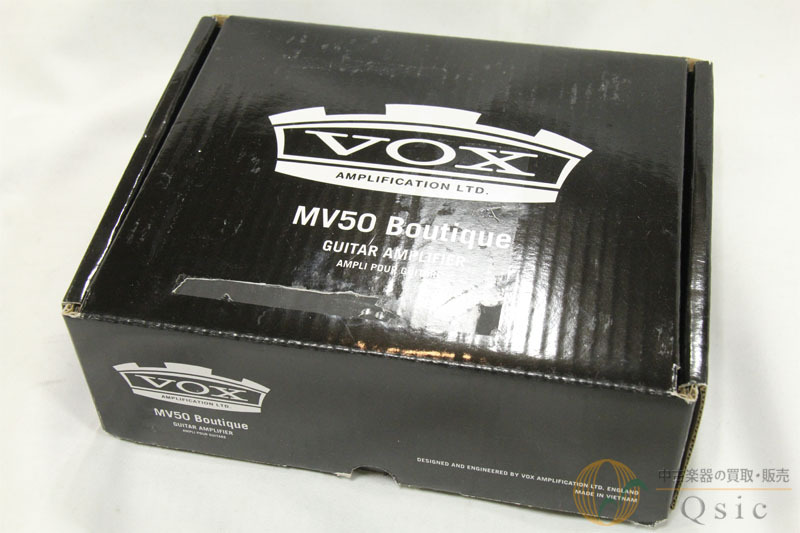 VOX
AMPLIFICATION LTD.
MV50 Boutique
GUITAR AMPLIFIER
AMPLI POUR GUITARE
VOX
AMPLIFICATION LTD.
MV50 Boutique
GUITAR AMPLIFIER
AMPLI POUR GUITARE
DESIGNED AND ENGINEERED BY VOX AMPLIFICATION LTD. ENGLAND
MADE IN VIETNAM
中古楽器の買取・販売
Qsic